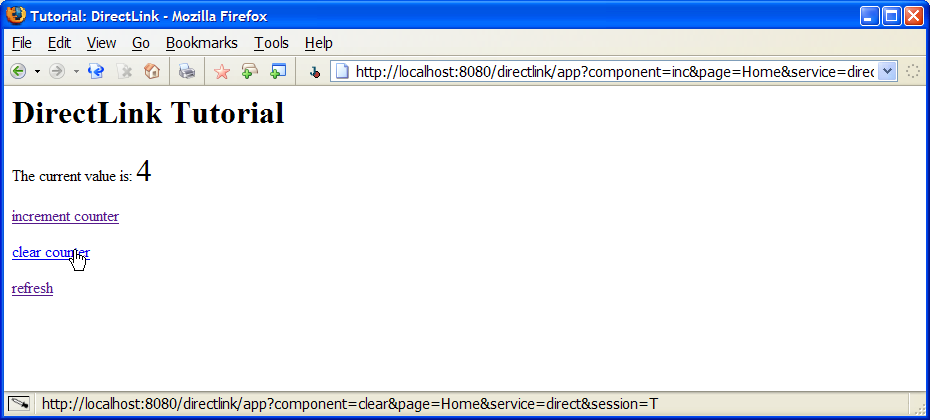 Tutorial: DirectLink - Mozilla Firefox
File Edit View Go Bookmarks Tools Help
http://localhost:8080/directlink/app?component=inc&page=Home&service=direc
DirectLink Tutorial
The current value is: 4
increment counter
clear counter
refresh
http://localhost:8080/directlink/app?component=clear&page=Home&service=direct&session=T